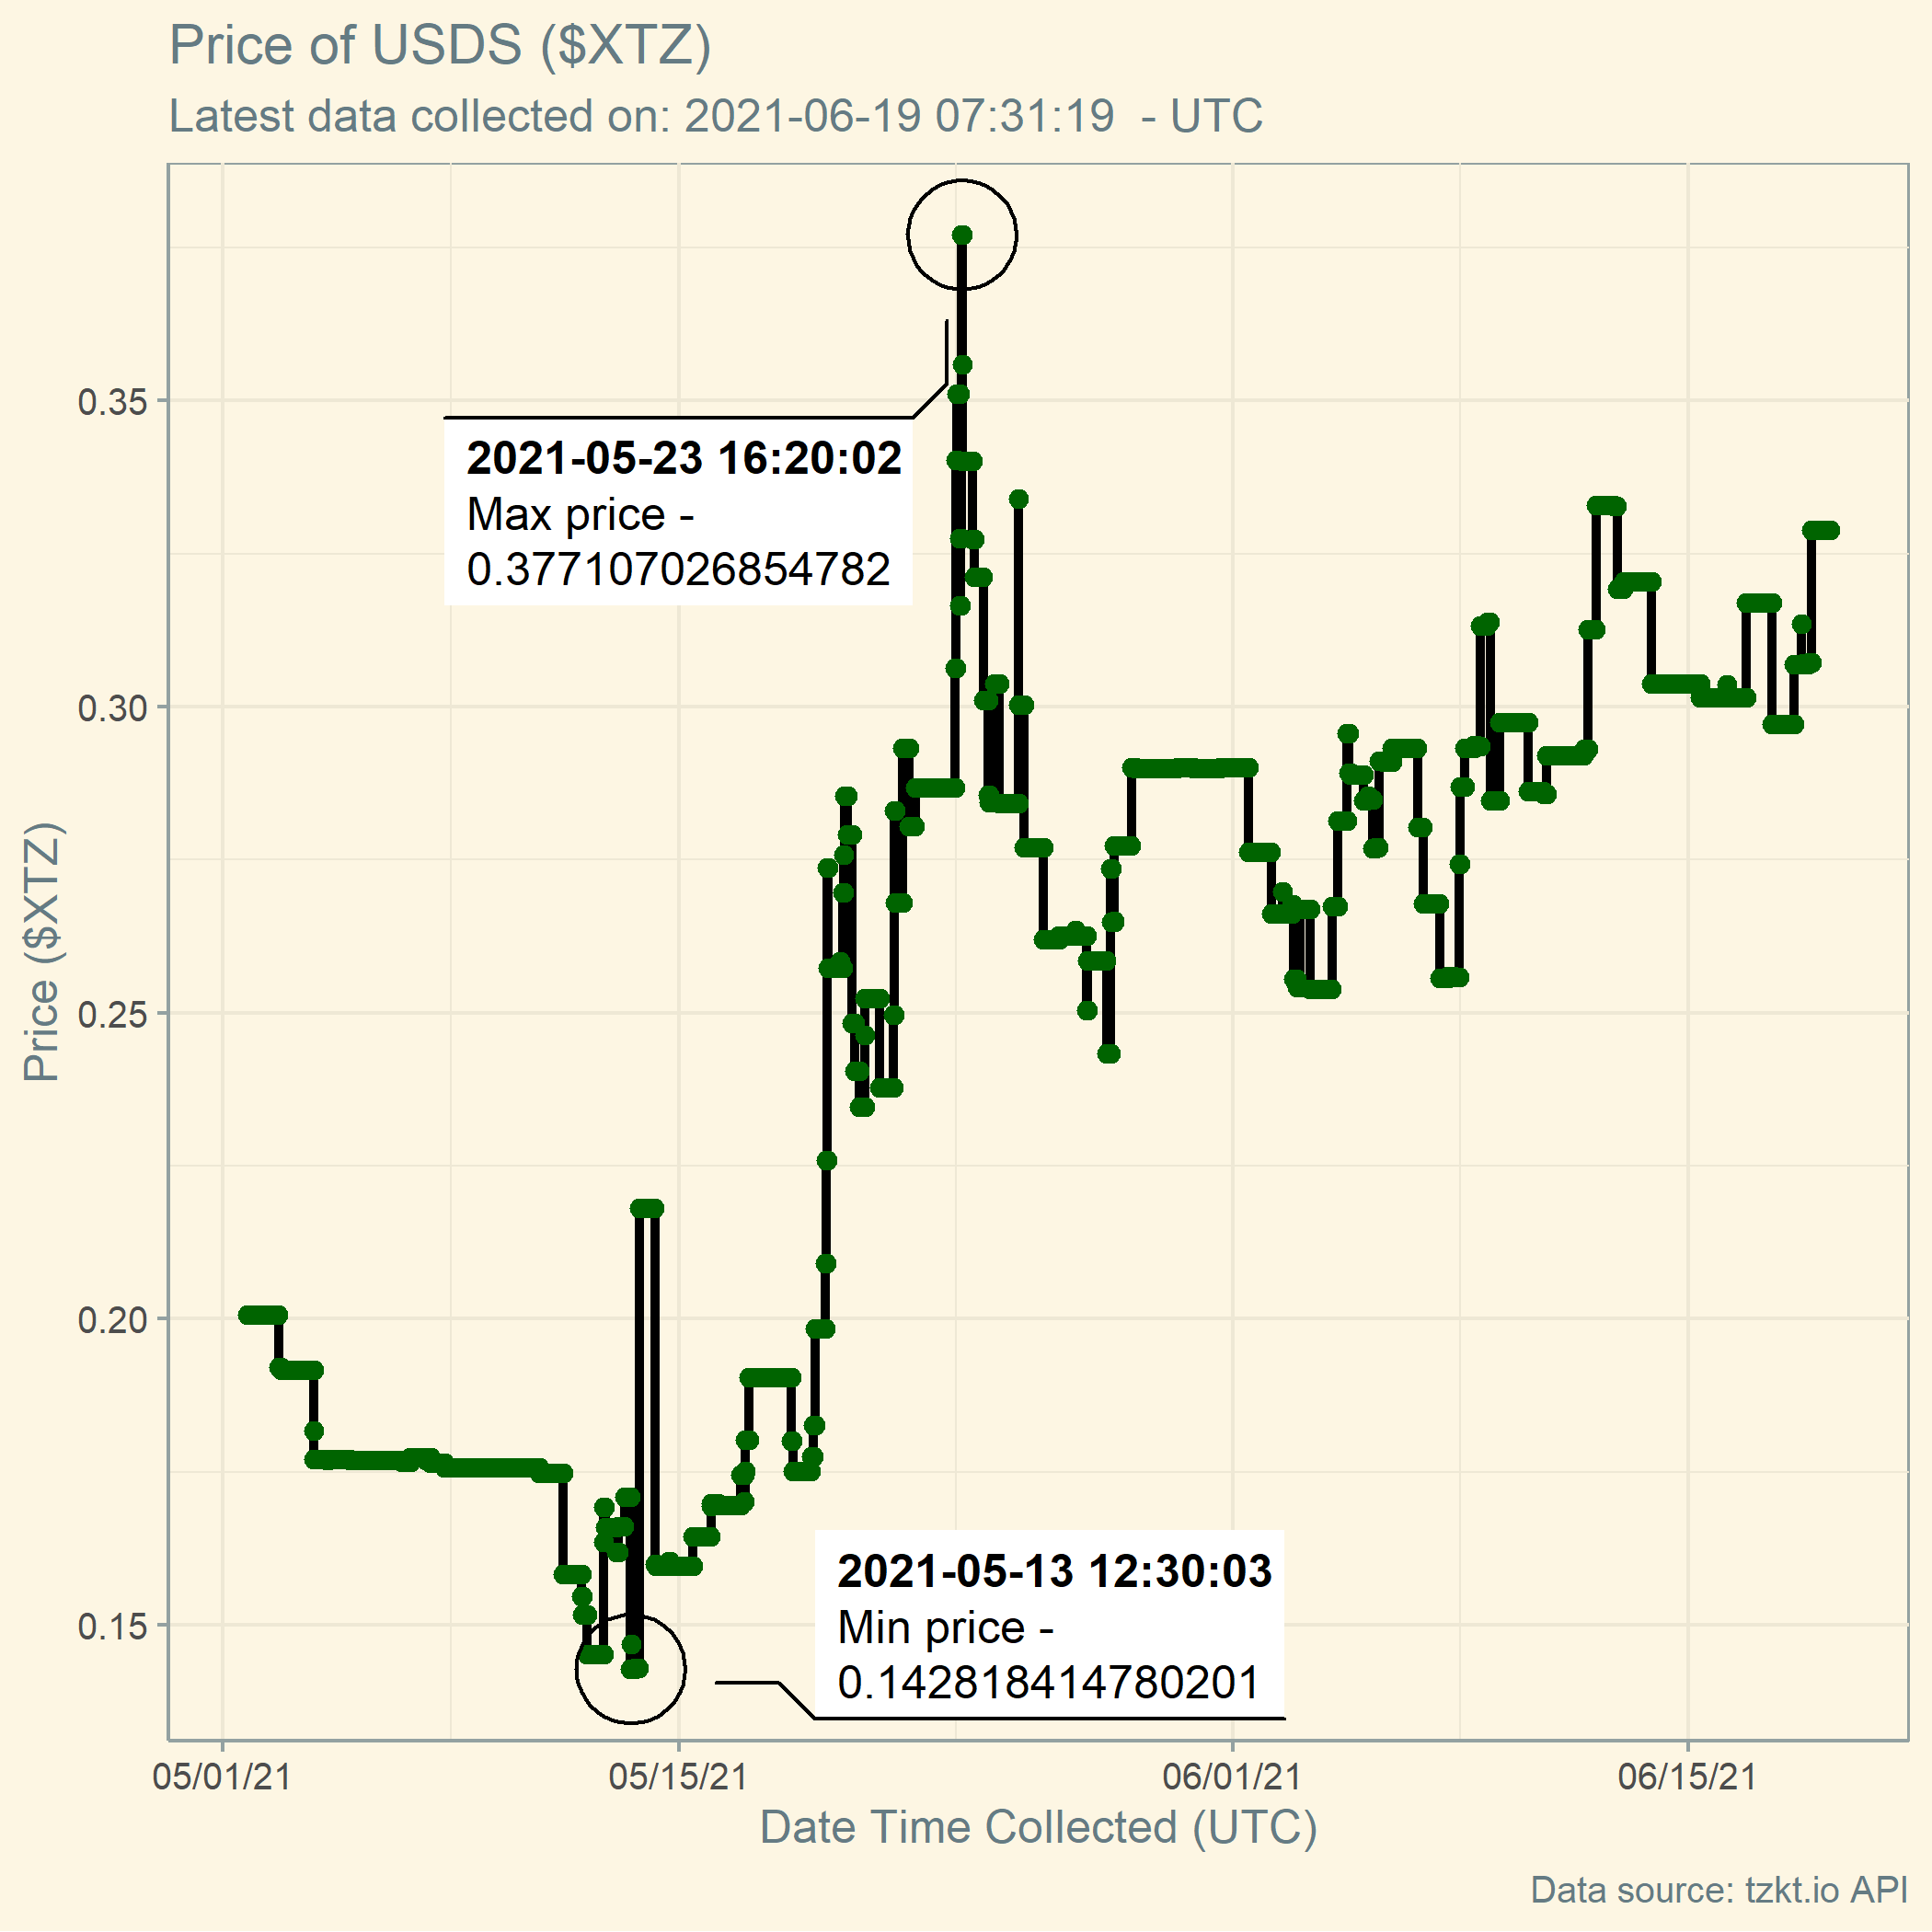 Price of USDS ($XTZ)
Latest data collected on: 2021-06-19 07:31:19  - UTC
Price ($XTZ)
0.35
0.30
0.25
0.20
0.15
2021-05-23 16:20:02
Max price -
0.377107026854782
2021-05-13 12:30:03
Min price -
0.142818414780201
05/01/21
05/15/21
06/01/21
06/15/21
Date Time Collected (UTC)
Data source: tzkt.io API